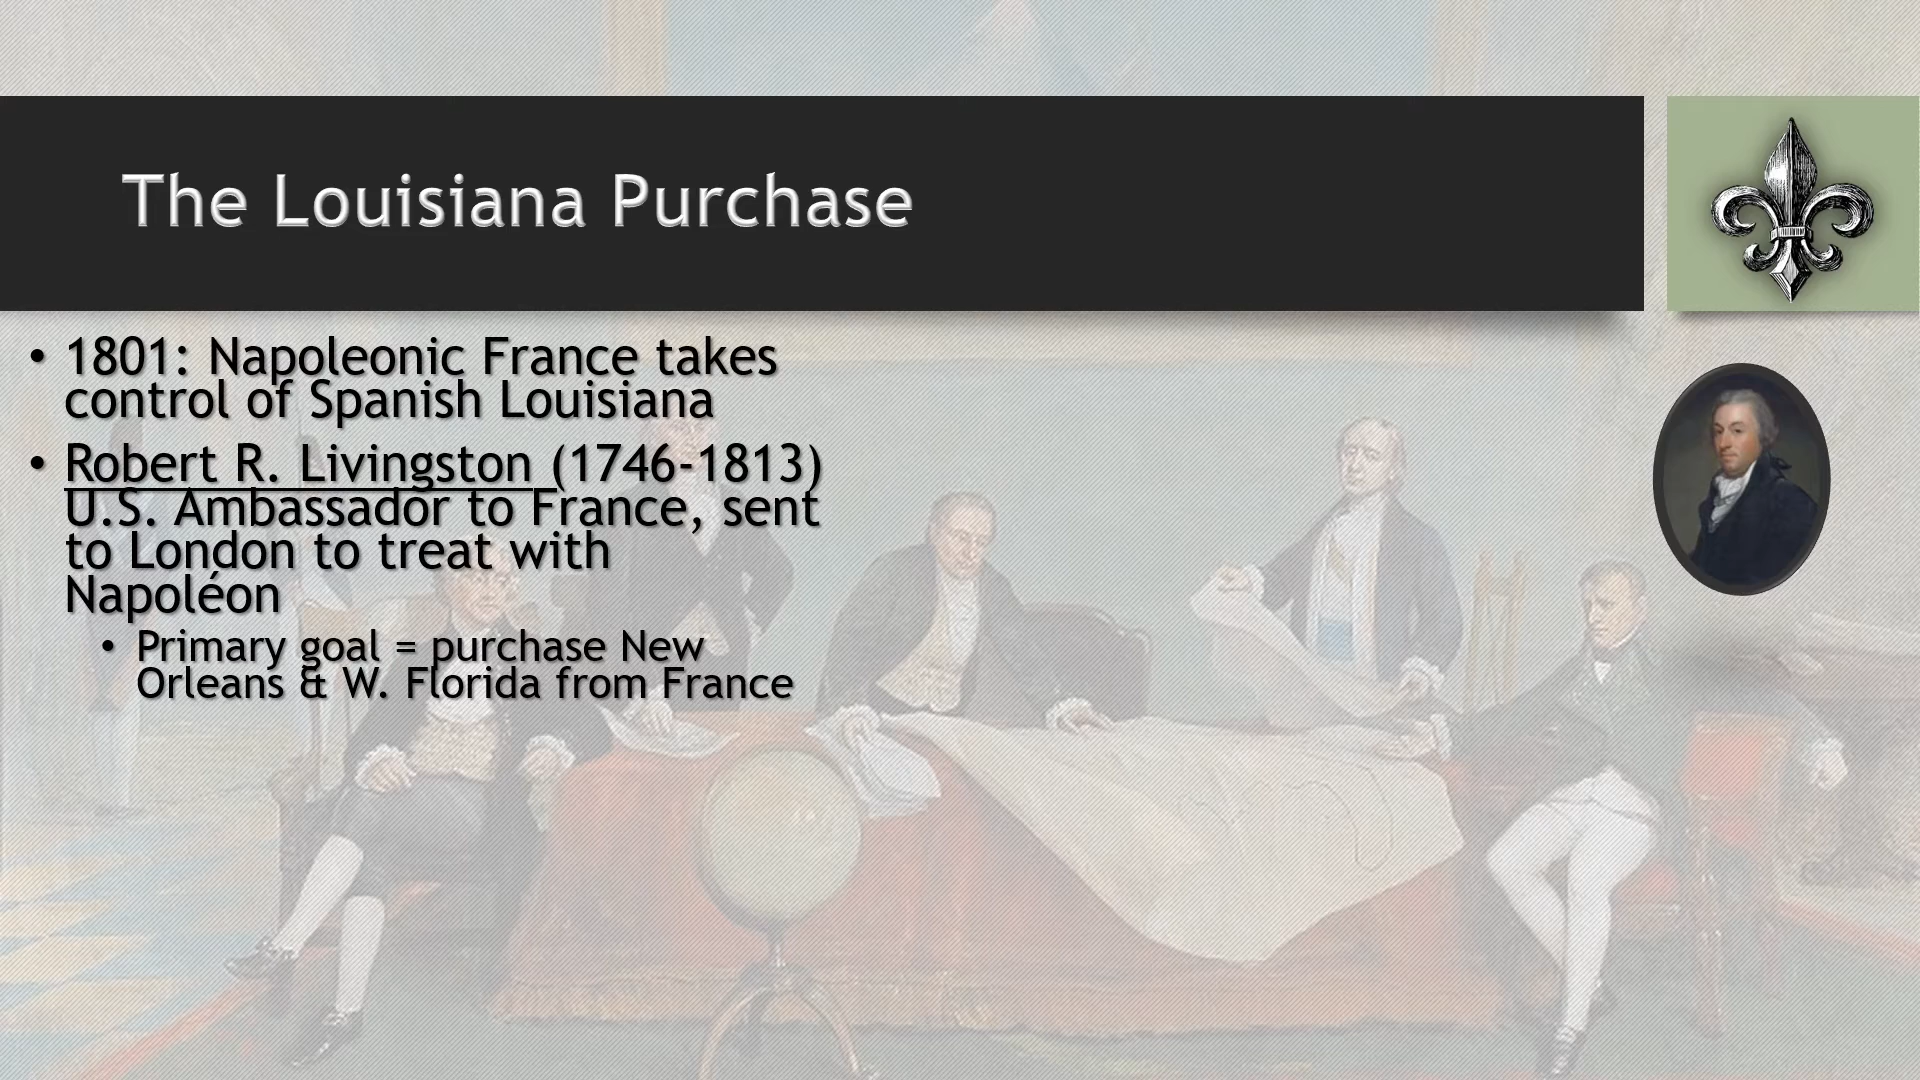 The Louisiana Purchase
• 1801: Napoleonic France takes
control of Spanish Louisiana
• Robert R. Livingston (1746-1813)
U.S. Ambassador to France, sent
to London to treat with
Napoléon
• Primary goal = purchase New
Orleans & W. Florida from France